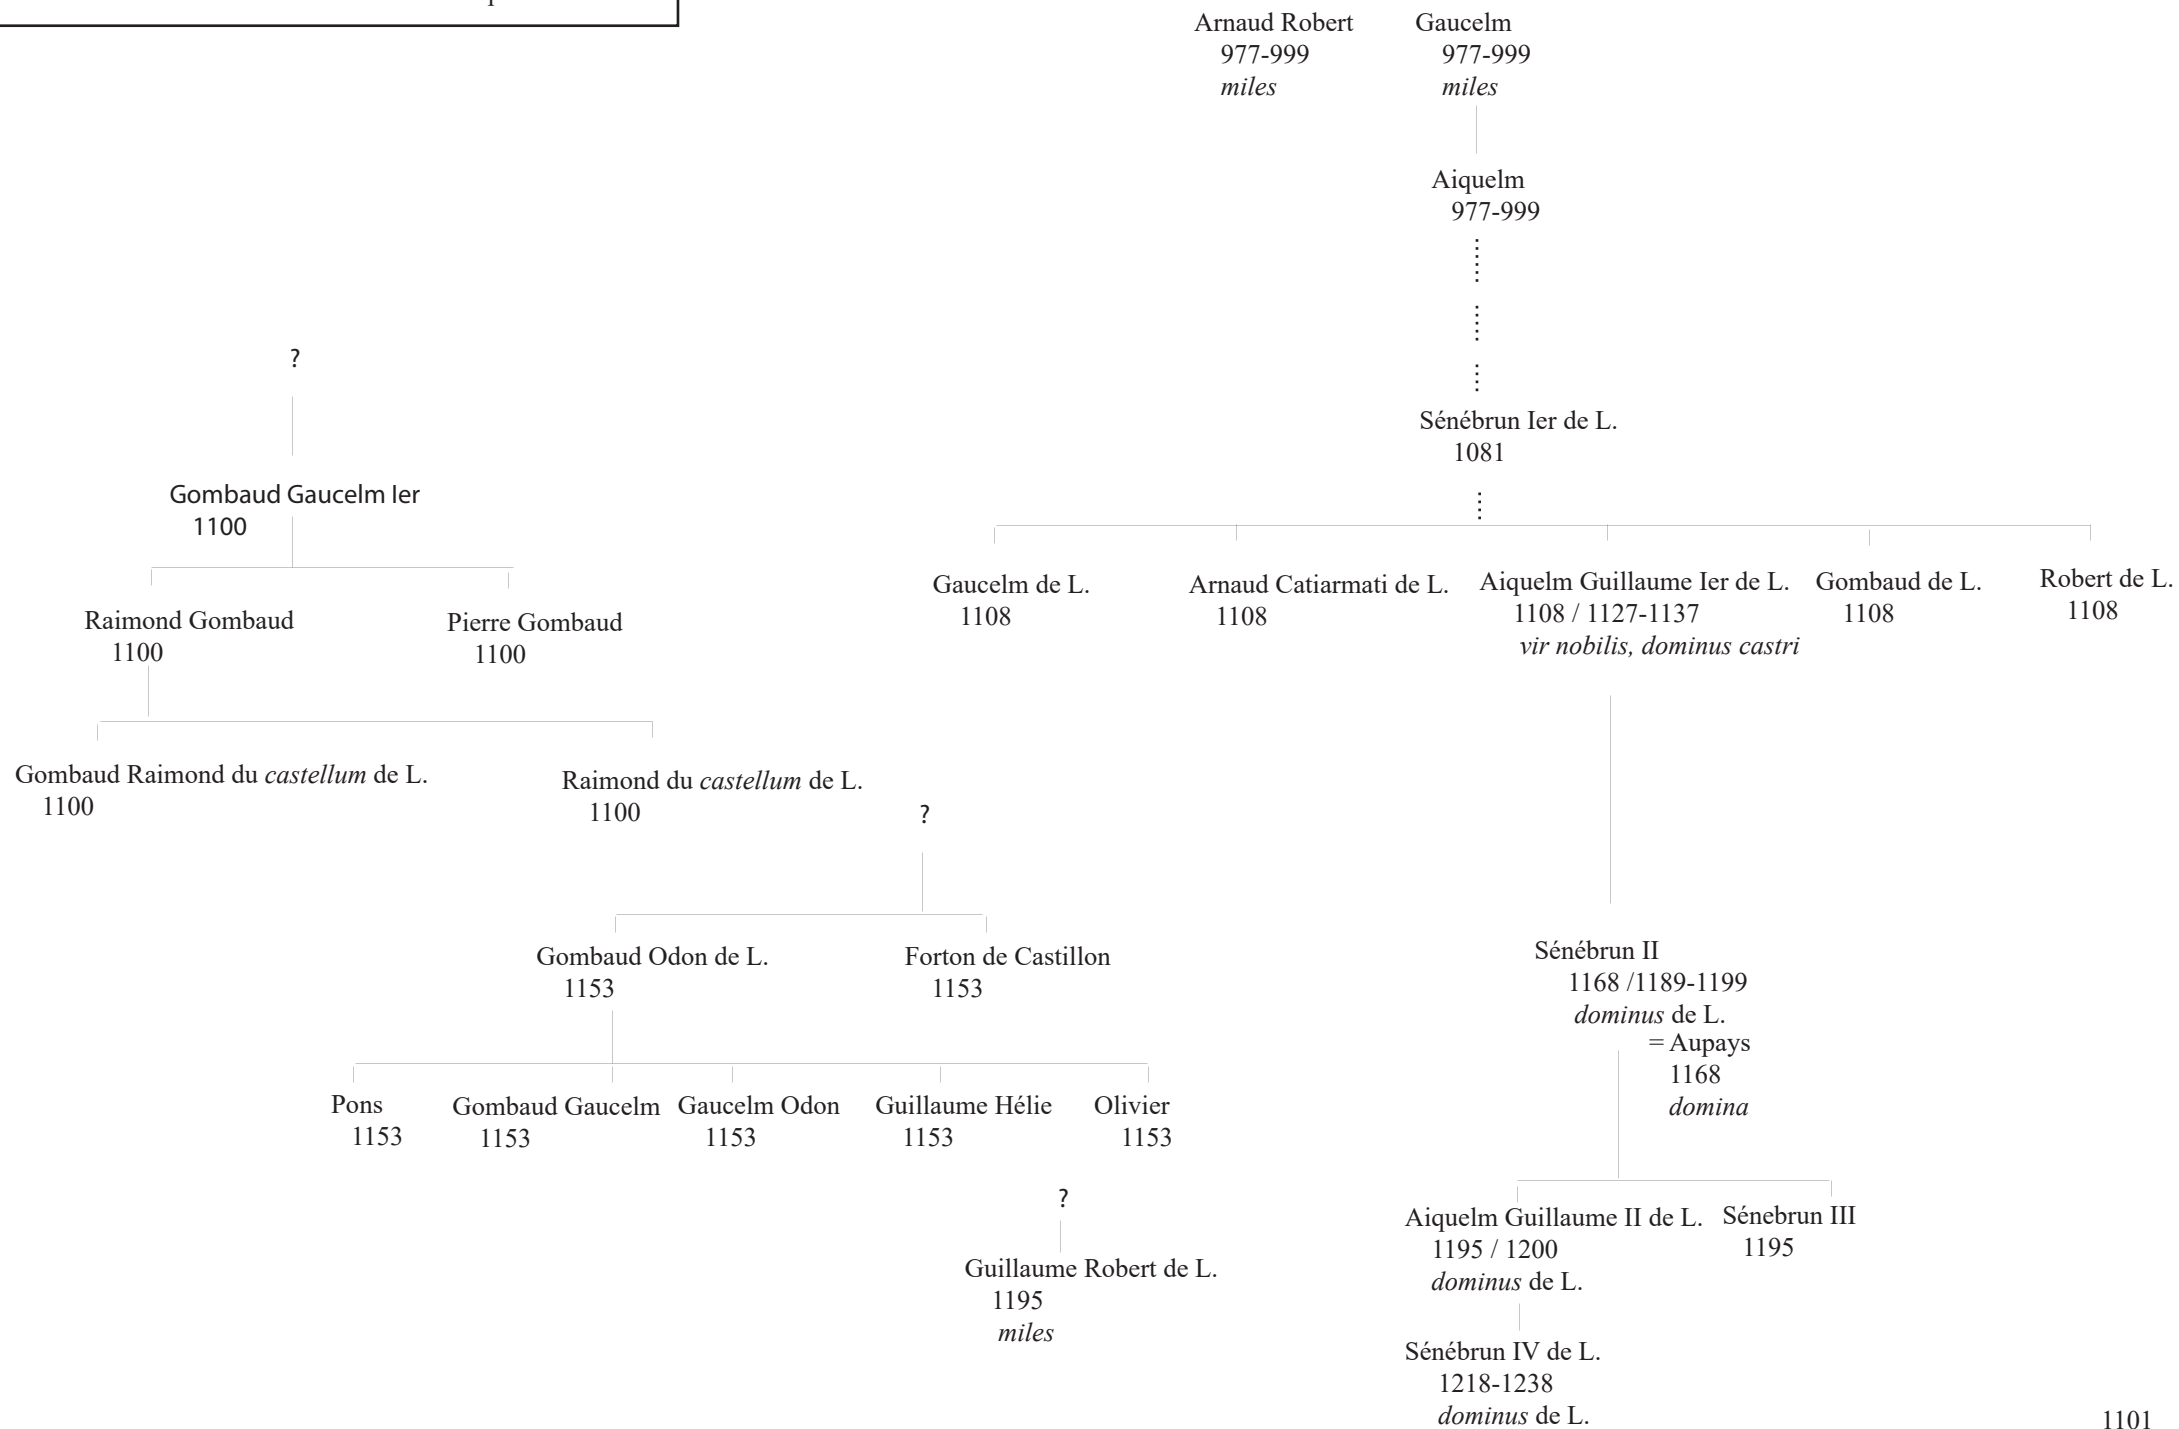 Arnaud Robert
977-999
miles
Gaucelm
977-999
miles
Aiquelm
977-999
?
Sénébrun Ier de L.
1081
Gombaud Gaucelm Ier
1100
Gaucelm de L.
1108
Arnaud Catiarmati de L.
1108
Aiquelm Guillaume Ier de L.
1108 / 1127-1137
vir nobilis, dominus castri
Gombaud de L.
1108
Robert de L.
1108
Raimond Gombaud
1100
Pierre Gombaud
1100
Gombaud Raimond du castellum de L.
1100
Raimond du castellum de L.
1100
?
Gombaud Odon de L.
1153
Forton de Castillon
1153
Sénébrun II
1168 /1189-1199
dominus de L.
= Aupays
1168
domina
Pons
1153
Gombaud Gaucelm
1153
Gaucelm Odon
1153
Guillaume Hélie
1153
Olivier
1153
?
Guillaume Robert de L.
1195
miles
Aiquelm Guillaume II de L.
1195 / 1200
dominus de L.
Sénebrun III
1195
Sénébrun IV de L.
1218-1238
dominus de L.
1101